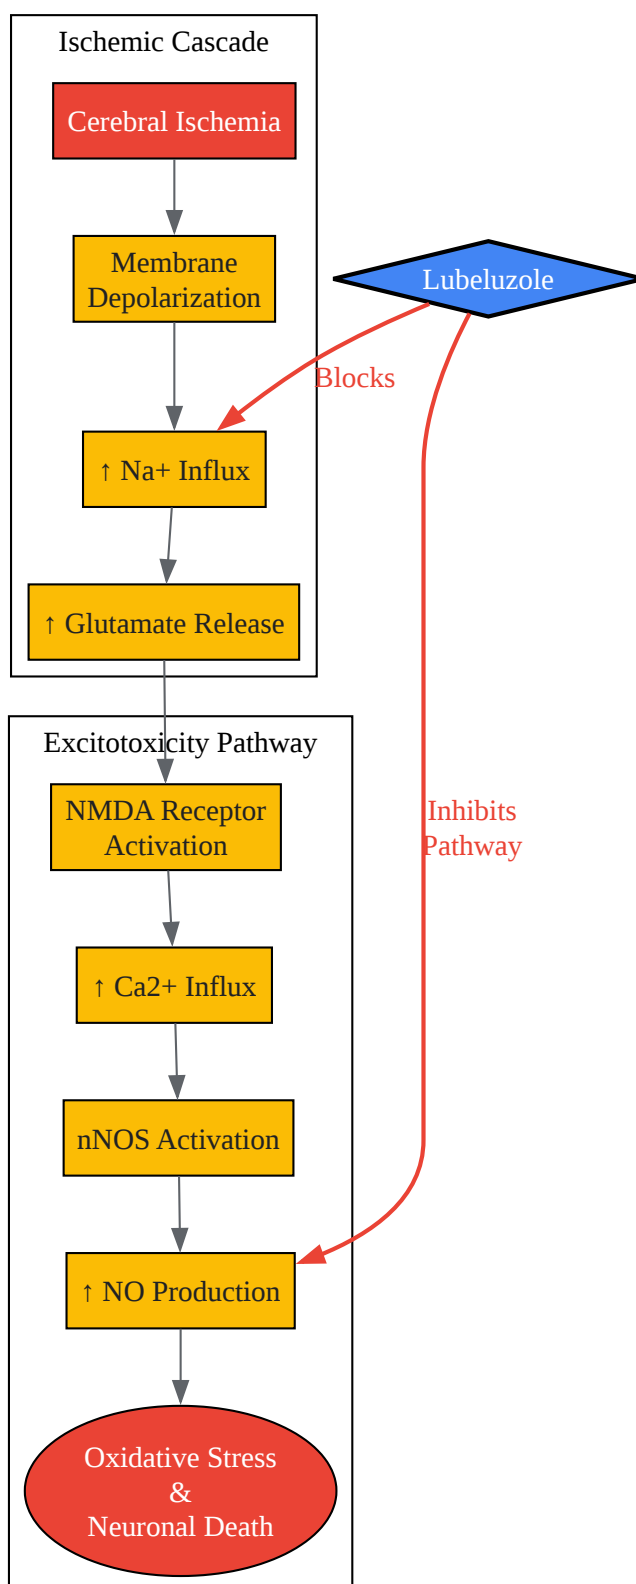 Ischemic Cascade
Cerebral Ischemia
Membrane
Depolarization
Lubeluzole
Blocks
↑ Na+ Influx
↑ Glutamate Release
Excitotoxicity Pathway
NMDA Receptor
Activation
Inhibits
Pathway
↑ Ca2+ Influx
nNOS Activation
↑ NO Production
Oxidative Stress
&
Neuronal Death